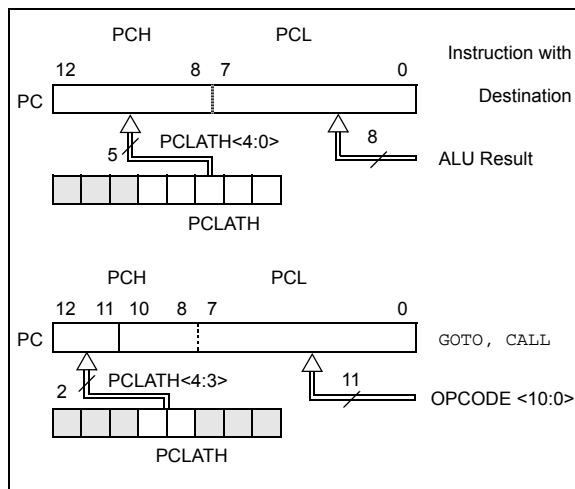 PCH PCL
12 8 7 0 Instruction with
PC Destination
5 PCLATH<4:0> 8 ALU Result
PCLATH
PCH PCL
12 11 10 8 7 0
PC GOTO, CALL
2 PCLATH<4:3> 11 OPCODE <10:0>
PCLATH